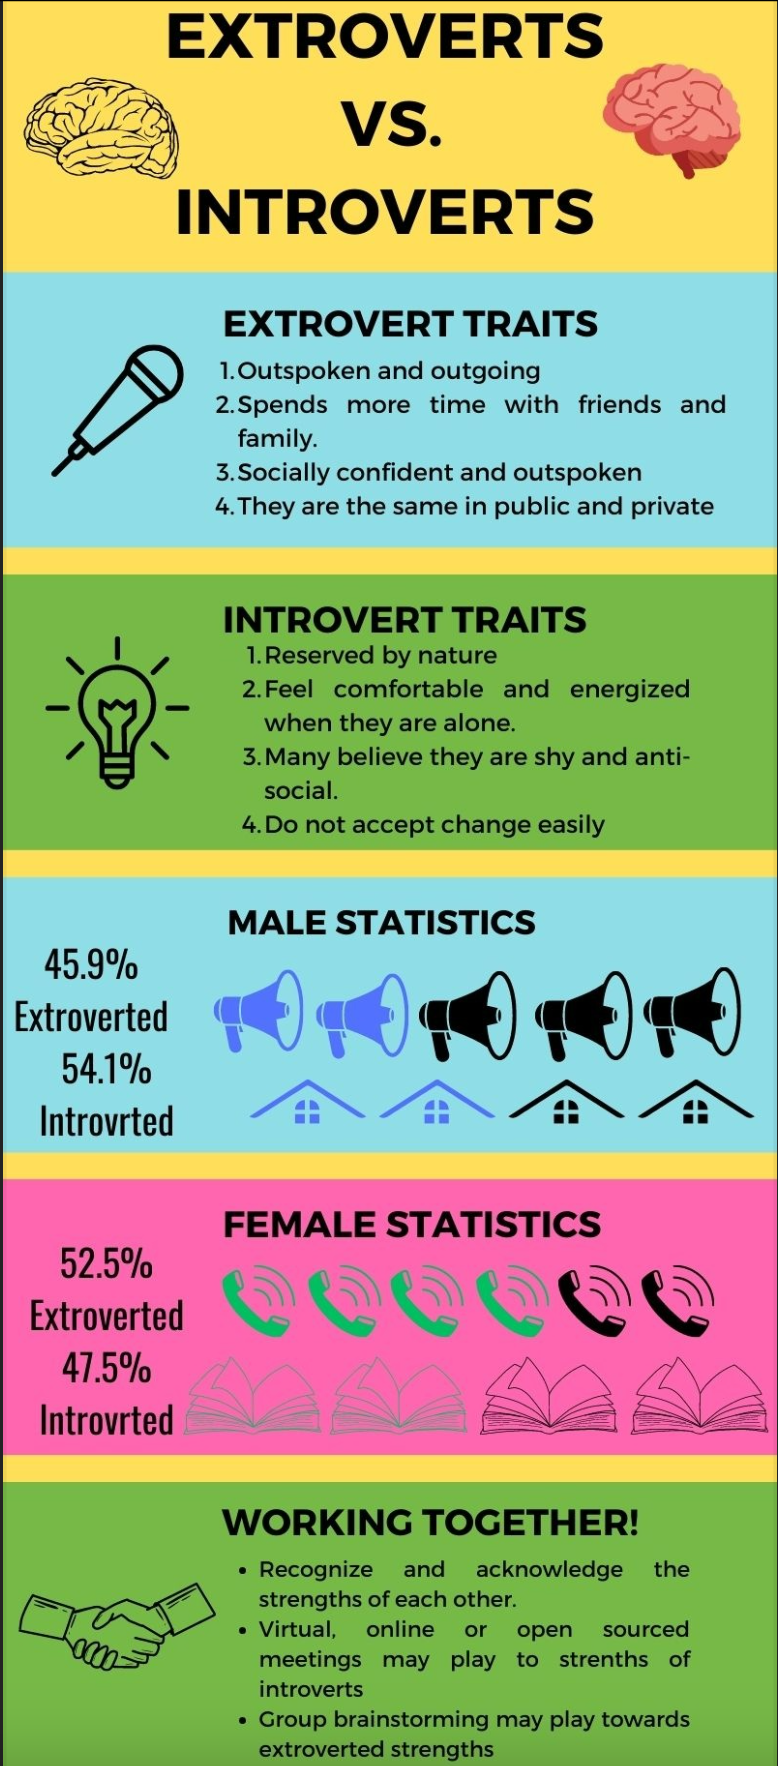 EXTROVERTS
VS.
INTROVERTS
EXTROVERT TRAITS
1. Outspoken and outgoing
2. Spends more time with friends and
family.
3. Socially confident and outspoken
4. They are the same in public and private
INTROVERT TRAITS
1. Reserved by nature
2. Feel comfortable and energized
when they are alone.
3. Many believe they are shy and anti-
social.
4. Do not accept change easily
MALE STATISTICS
45.9%
Extroverted
54.1%
Introvrted
FEMALE STATISTICS
52.5%
Extroverted
47.5%
Introvrted
WORKING TOGETHER!
• Recognize and acknowledge the
strengths of each other.
• Virtual, online or open sourced
meetings may play to strenths of
introverts
• Group brainstorming may play towards
extroverted strengths